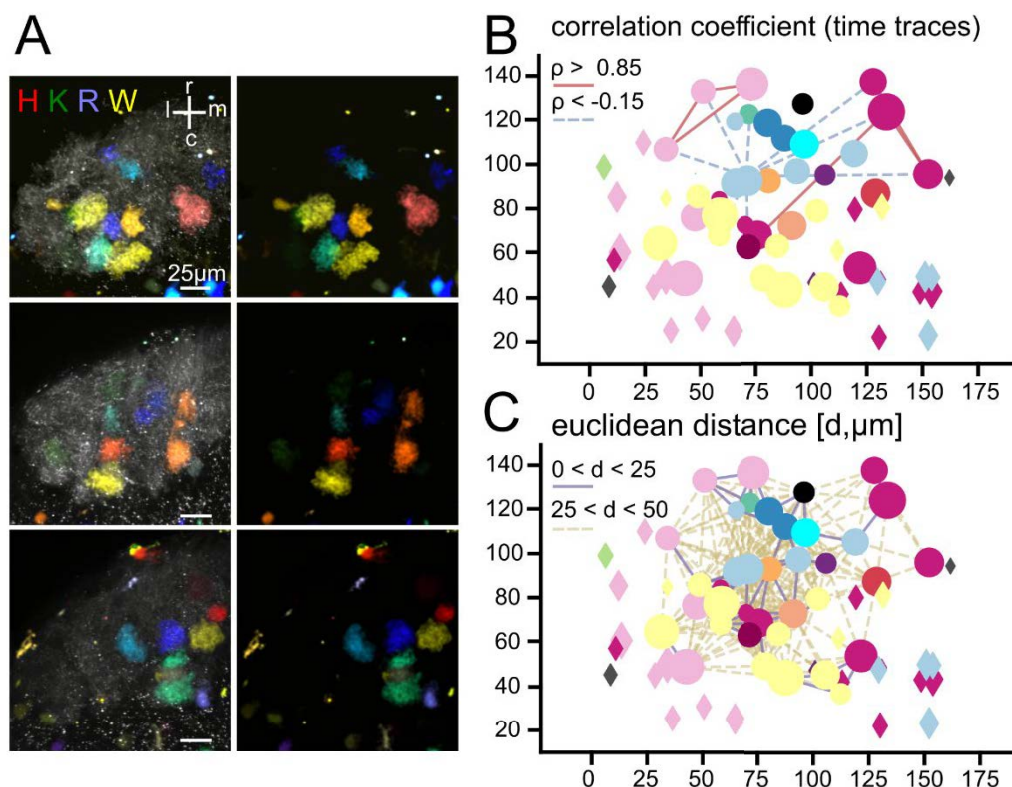 A
H K R W
r
l m
c
25µm
B correlation coefficient (time traces)
ρ > 0.85
ρ < -0.15
140
120
100
80
60
40
20
0 25 50 75 100 125 150 175
C euclidean distance [d,µm]
0 < d < 25
25 < d < 50
140
120
100
80
60
40
20
0 25 50 75 100 125 150 175